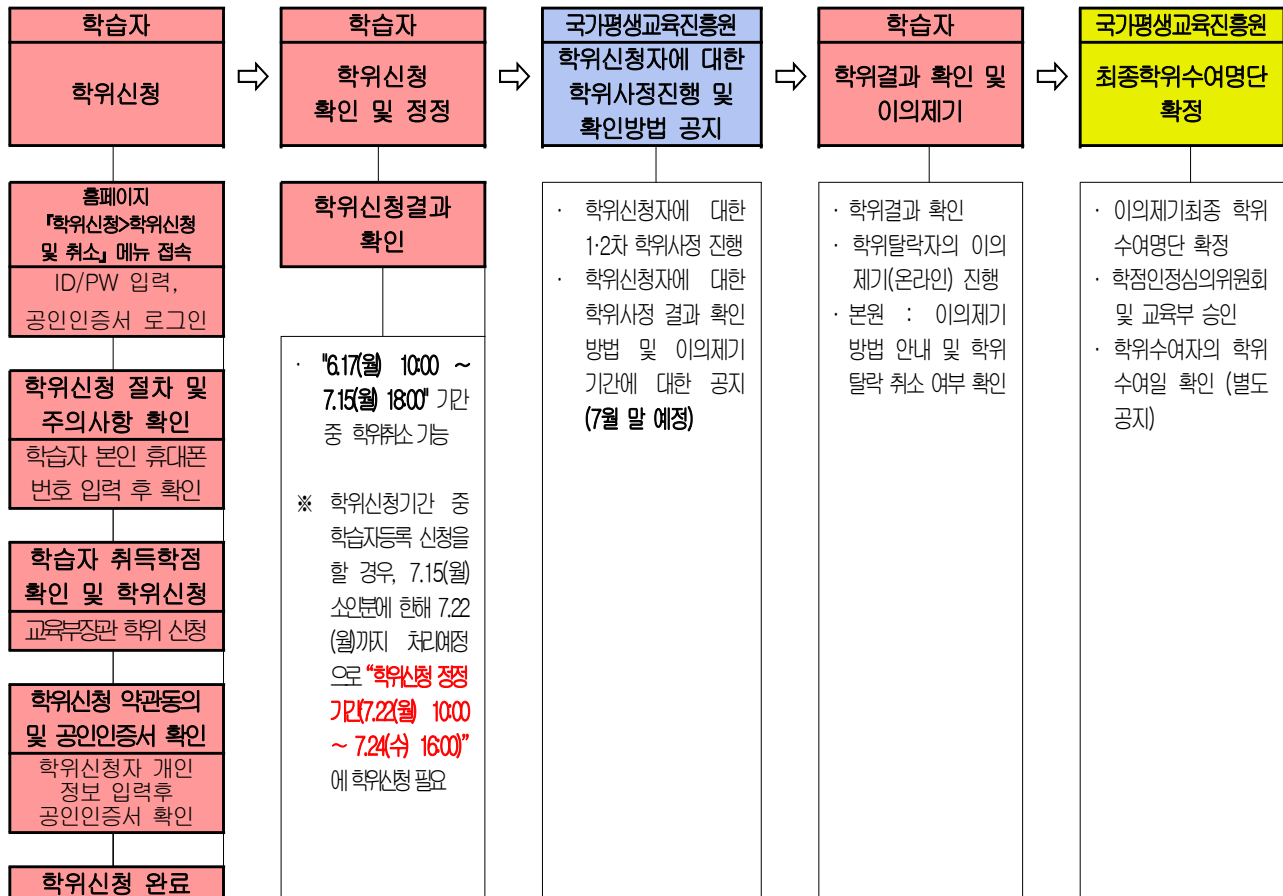 학습자
학위신청
학습자
학위신청
확인 및 정정
국가평생교육진흥원
학위신청자에 대한
학위사정진행 및
확인방법 공지
학습자
학위결과 확인 및
이의제기
국가평생교육진흥원
최종학위수여명단
확정
홈페이지
『학위신청>학위신청
및 취소』 메뉴 접속
ID/PW 입력,
공인인증서 로그인
학위신청 절차 및
주의사항 확인
학습자 본인 휴대폰
번호 입력 후 확인
학습자 취득학점
확인 및 학위신청
교육부장관 학위 신청
학위신청 약관동의
및 공인인증서 확인
학위신청자 개인
정보 입력후
공인인증서 확인
학위신청 완료
학위신청결과
확인
· "6.17(월) 10:00 ~
7.15(월) 18:00" 기간
중 학위취소 가능
※ 학위신청기간 중
학습자등록 신청을
할 경우, 7.15(월)
소인분에 한해 7.22
(월)까지 처리예정
으로 “학위신청 정정
기간(7.22(월) 10:00
~ 7.24(수) 16:00)”
에 학위신청 필요
· 학위신청자에 대한
1·2차 학위사정 진행
· 학위신청자에 대한
학위사정 결과 확인
방법 및 이의제기
기간에 대한 공지
(7월 말 예정)
· 학위결과 확인
· 학위탈락자의 이의
제기(온라인) 진행
· 본원 : 이의제기
방법 안내 및 학위
탈락 취소 여부 확인
· 이의제기최종 학위
수여명단 확정
· 학점인정심의위원회
및 교육부 승인
· 학위수여자의 학위
수여일 확인 (별도
공지)